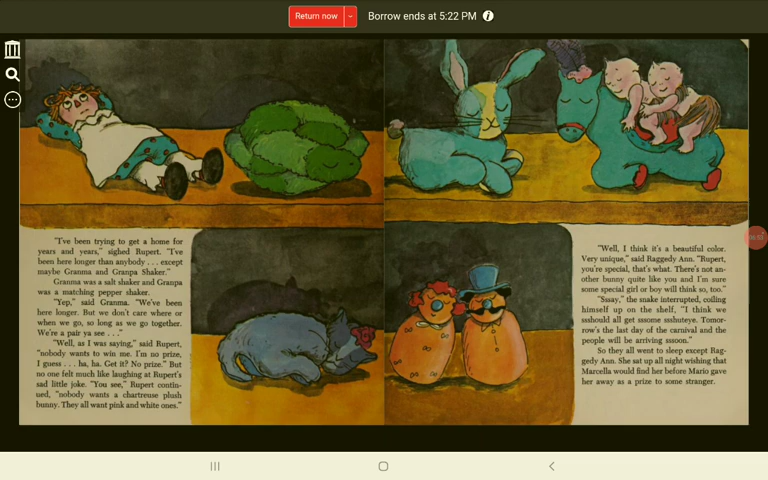 Return now
Borrow ends at 5:22 PM
"I've been trying to get a home for
years and years," sighed Rupert. "I've
been here longer than anybody . . . except
maybe Granma and Granpa Shaker."
Granma was a salt shaker and Granpa
was a matching pepper shaker.
"Yep," said Granma. "We've been
here longer. But we don't care where or
when we go, so long as we go together.
We're a pair ya see . . ."
"Well, as I was saying," said Rupert,
"nobody wants to win me. I'm no prize,
I guess . . . ha, ha. Get it? No prize." But
no one felt much like laughing at Rupert's
sad little joke. "You see," Rupert contin-
ued, "nobody wants a chartreuse plush
bunny. They all want pink and white ones."
"Well, I think it's a beautiful color.
Very unique," said Raggedy Ann. "Rupert,
you're special, that's what. There's not an-
other bunny quite like you and I'm sure
some special girl or boy will think so, too."
"Sssay," the snake interrupted, coiling
himself up on the shelf, "I think we
sshould all get sssome sssshuteye. Tomor-
row's the last day of the carnival and the
people will be arriving sssoon."
So they all went to sleep except Rag-
gedy Ann. She sat up all night wishing that
Marcella would find her before Mario gave
her away as a prize to some stranger.